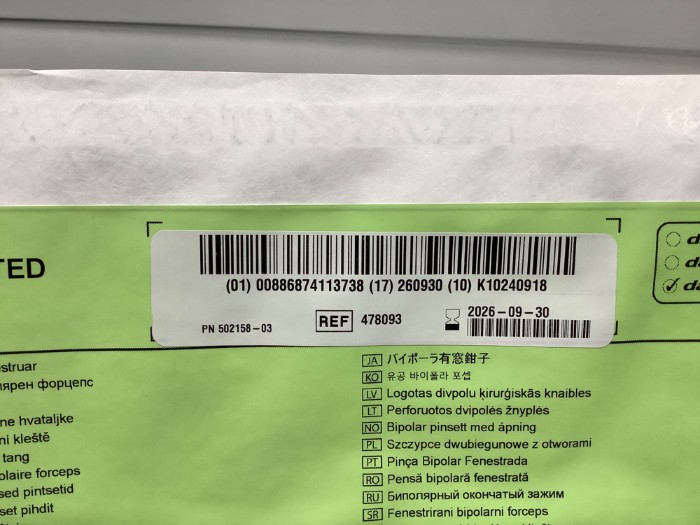 TED
(01) 00886874113738 (17) 260930 (10) K10240918
PN 502158-03
REF 478093
2026-09-30
estruar
форцепс
ne hvataljke
ní kleště
tang
olaire forceps
sed pintsetid
set pihdit
JA バイポーラ有窓鉗子
KO 유공 바이폴라 포셉
LV Logotas divpolu ķirurģiskās knaibles
LT Perforuotos dvipolės žnyplės
NO Bipolar pinsett med åpning
PL Szczypce dwubiegunowe z otworami
PT Pinça Bipolar Fenestrada
RO Pensă bipolară fenestrată
RU Биполярный окончатый зажим
SR Fenestrirani bipolarni forceps
d
da
da